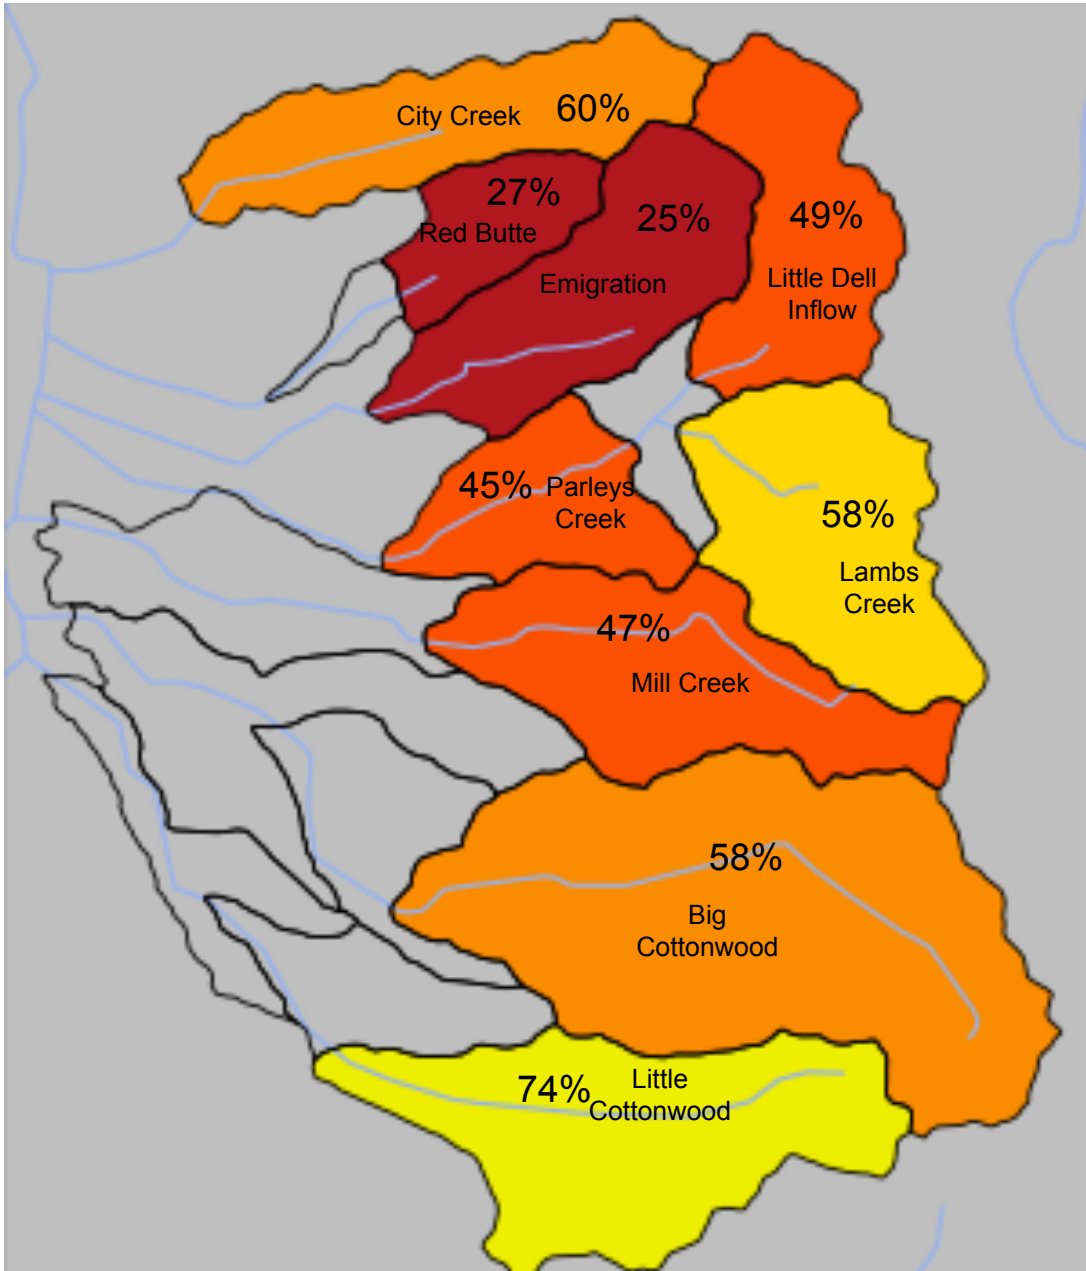 City Creek 60%
27%
Red Butte
25%
Emigration
49%
Little Dell
Inflow
45% Parleys
Creek
58%
Lambs
Creek
47%
Mill Creek
58%
Big
Cottonwood
74% Little
Cottonwood